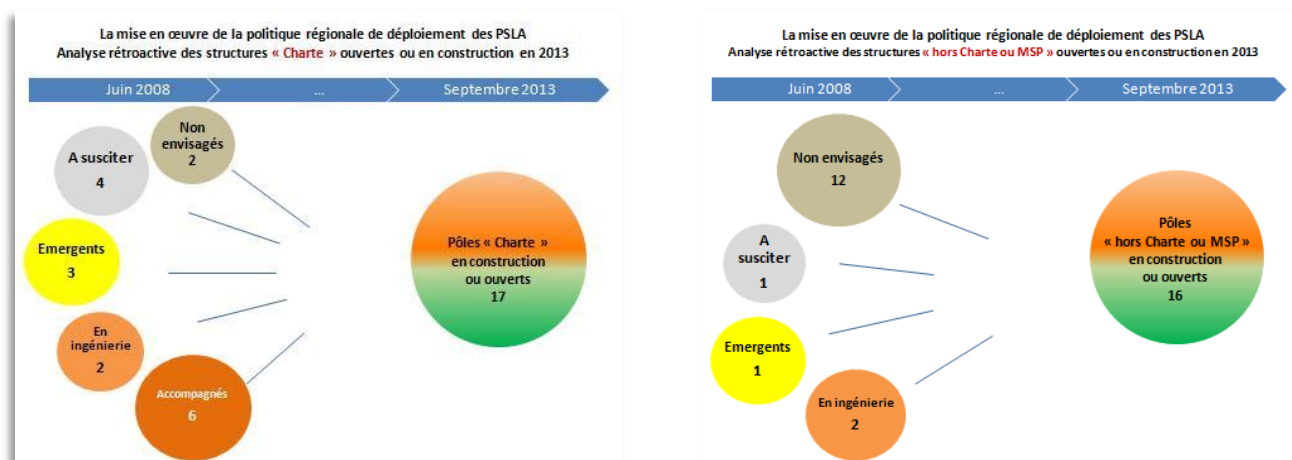 La mise en œuvre de la politique régionale de déploiement des PSLA
Analyse rétroactive des structures « Charte » ouvertes ou en construction en 2013
Juin 2008
...
Septembre 2013
Non
envisagés
2
A susciter
4
Emergents
3
En
ingénierie
2
Accompagnés
6
Pôles « Charte »
en construction
ou ouverts
17
La mise en œuvre de la politique régionale de déploiement des PSLA
Analyse rétroactive des structures « hors Charte ou MSP » ouvertes ou en construction en 2013
Juin 2008
...
Septembre 2013
Non envisagés
12
A
susciter
1
Emergents
1
En ingénierie
2
Pôles
« hors Charte ou MSP »
en construction
ou ouverts
16